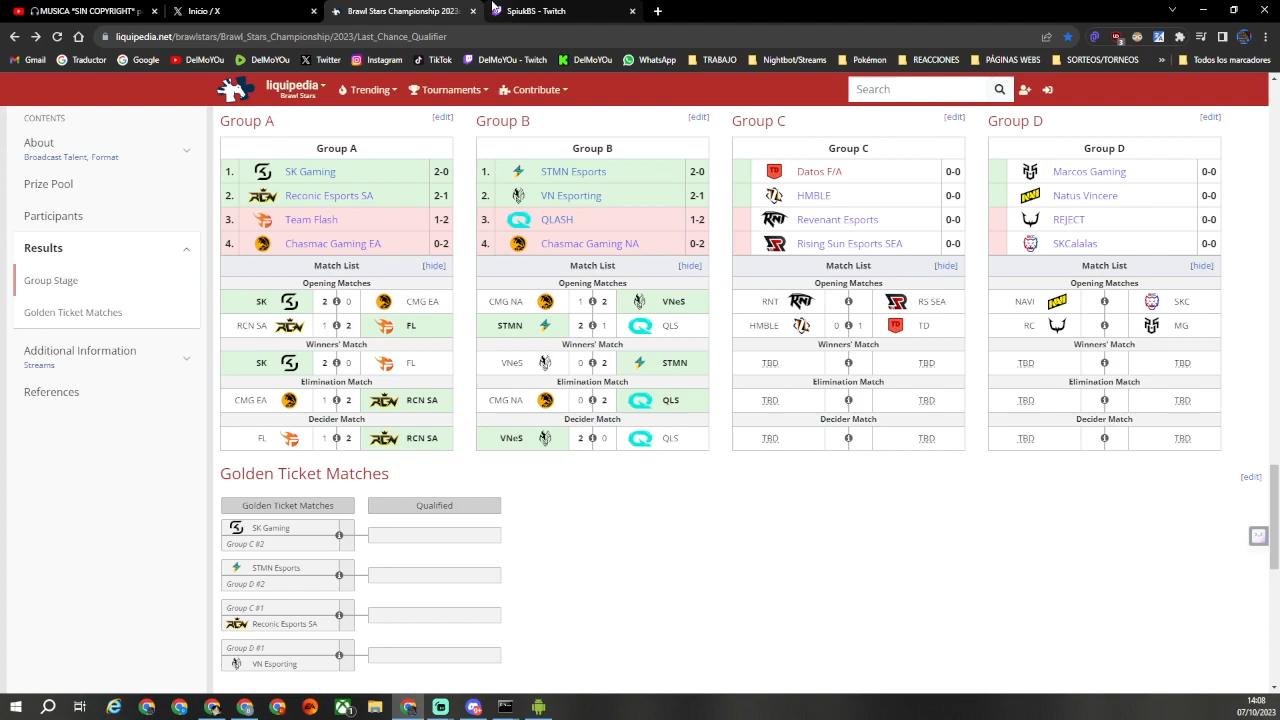 🎧MUSICA *SIN COPYRIGHT* p
Inicio / X
Brawl Stars Championship 2023:
SpiukBS - Twitch
liquipedia.net/brawlstars/Brawl_Stars_Championship/2023/Last_Chance_Qualifier
Gmail Traductor Google DelMoYOU DelMoYOU Twitter Instagram TikTok DelMoYOU - Twitch DelMoYOU WhatsApp TRABAJO Nightbot/Streams Pokémon REACCIONES PÁGINAS WEBS SORTEOS/TORNEOS » Todos los marcadores
liquipedia Brawl Stars Trending Tournaments Contribute Search
CONTENTS
About
Broadcast Talent, Format
Prize Pool
Participants
Results
Group Stage
Golden Ticket Matches
Additional Information
Streams
References
Group A [edit]
Group A
1. SK Gaming 2-0
2. Reconic Esports SA 2-1
3. Team Flash 1-2
4. Chasmac Gaming EA 0-2
Match List [hide]
Opening Matches
SK 2 0 CMG EA
RCN SA 1 2 FL
Winners' Match
SK 2 0 FL
Elimination Match
CMG EA 1 2 RCN SA
Decider Match
FL 1 2 RCN SA
Group B [edit]
Group B
1. STMN Esports 2-0
2. VN Esporting 2-1
3. QLASH 1-2
4. Chasmac Gaming NA 0-2
Match List [hide]
Opening Matches
CMG NA 1 2 VNeS
STMN 2 1 QLS
Winners' Match
VNeS 0 2 STMN
Elimination Match
CMG NA 0 2 QLS
Decider Match
VNeS 2 0 QLS
Group C [edit]
Group C
Datos F/A 0-0
HMBLE 0-0
Revenant Esports 0-0
Rising Sun Esports SEA 0-0
Match List [hide]
Opening Matches
RNT RS SEA
HMBLE 0 1 TD
Winners' Match
TBD TBD
Elimination Match
TBD TBD
Decider Match
TBD TBD
Group D [edit]
Group D
Marcos Gaming 0-0
Natus Vincere 0-0
REJECT 0-0
SKCalalas 0-0
Match List [hide]
Opening Matches
NAVI SKC
RC MG
Winners' Match
TBD TBD
Elimination Match
TBD TBD
Decider Match
TBD TBD
Golden Ticket Matches [edit]
Golden Ticket Matches Qualified
SK Gaming
Group C #2
STMN Esports
Group D #2
Group C #1
Reconic Esports SA
Group D #1
VN Esporting
14:08
07/10/2023